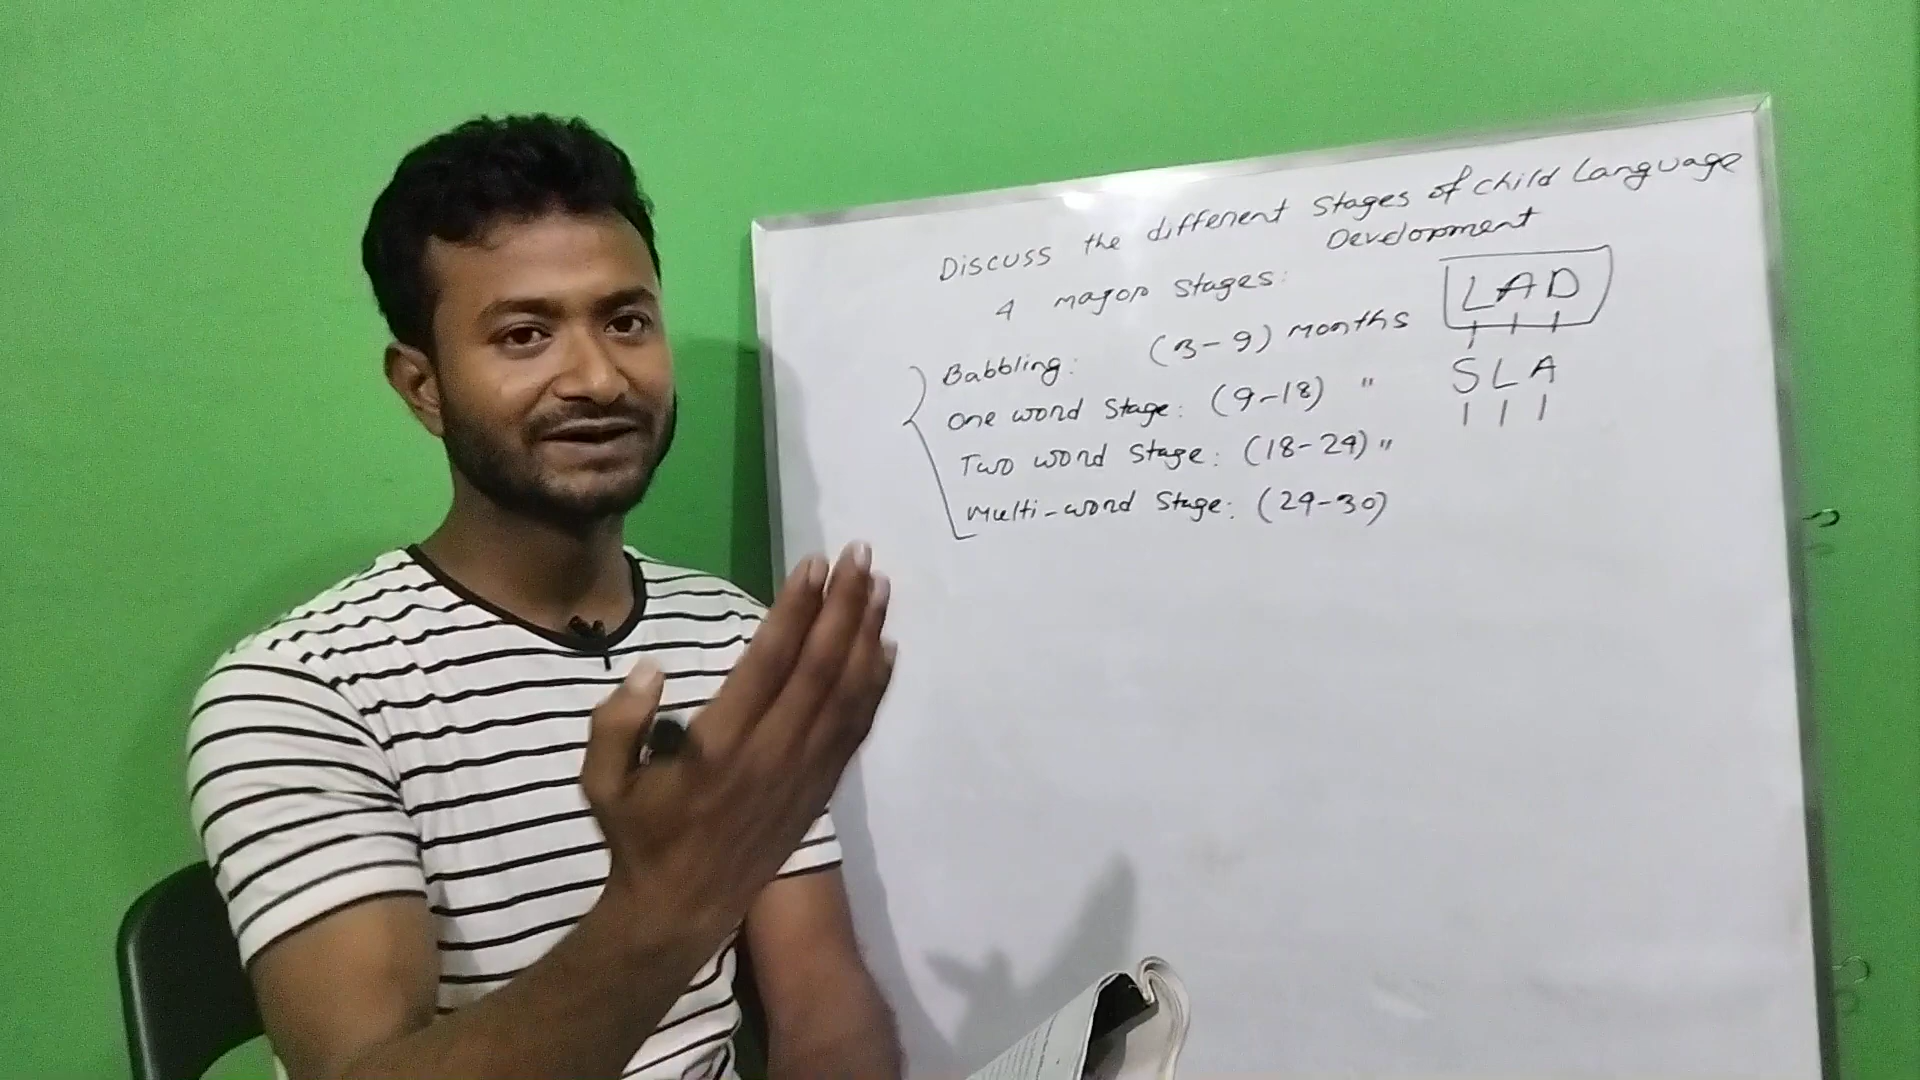 Discuss the different Stages of Child Language
Development
4 major Stages:
Babbling: (3-9) Months
One word Stage: (9-18) "
Two word Stage: (18-24) "
Multi-word Stage: (24-30)
LAD
SLA